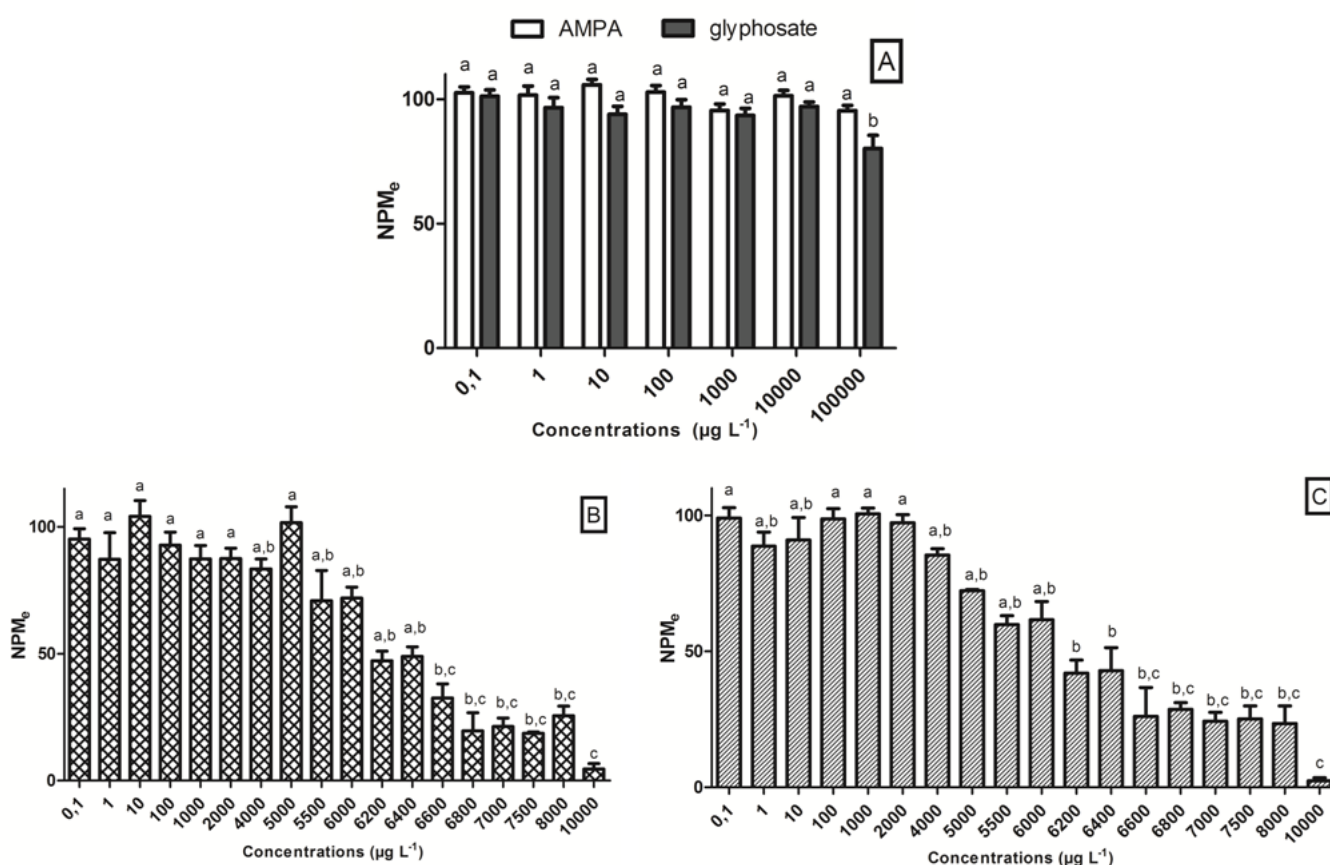 AMPA glyphosate
A
a a a a a a a a a a a a a b
100
50
0
NPMe
0,1 1 10 100 1000 10000 100000
Concentrations (µg L-1)
B
a a a a a a a,b a a,b a,b a,b a,b b,c b,c b,c b,c b,c c
100
50
0
NPMe
0,1 1 10 100 1000 2000 4000 5000 5500 6000 6200 6400 6600 6800 7000 7500 8000 10000
Concentrations (µg L-1)
C
a a,b a,b a a a a,b a,b a,b a,b b b b,c b,c b,c b,c b,c c
100
50
0
NPMe
0,1 1 10 100 1000 2000 4000 5000 5500 6000 6200 6400 6600 6800 7000 7500 8000 10000
Concentrations (µg L-1)